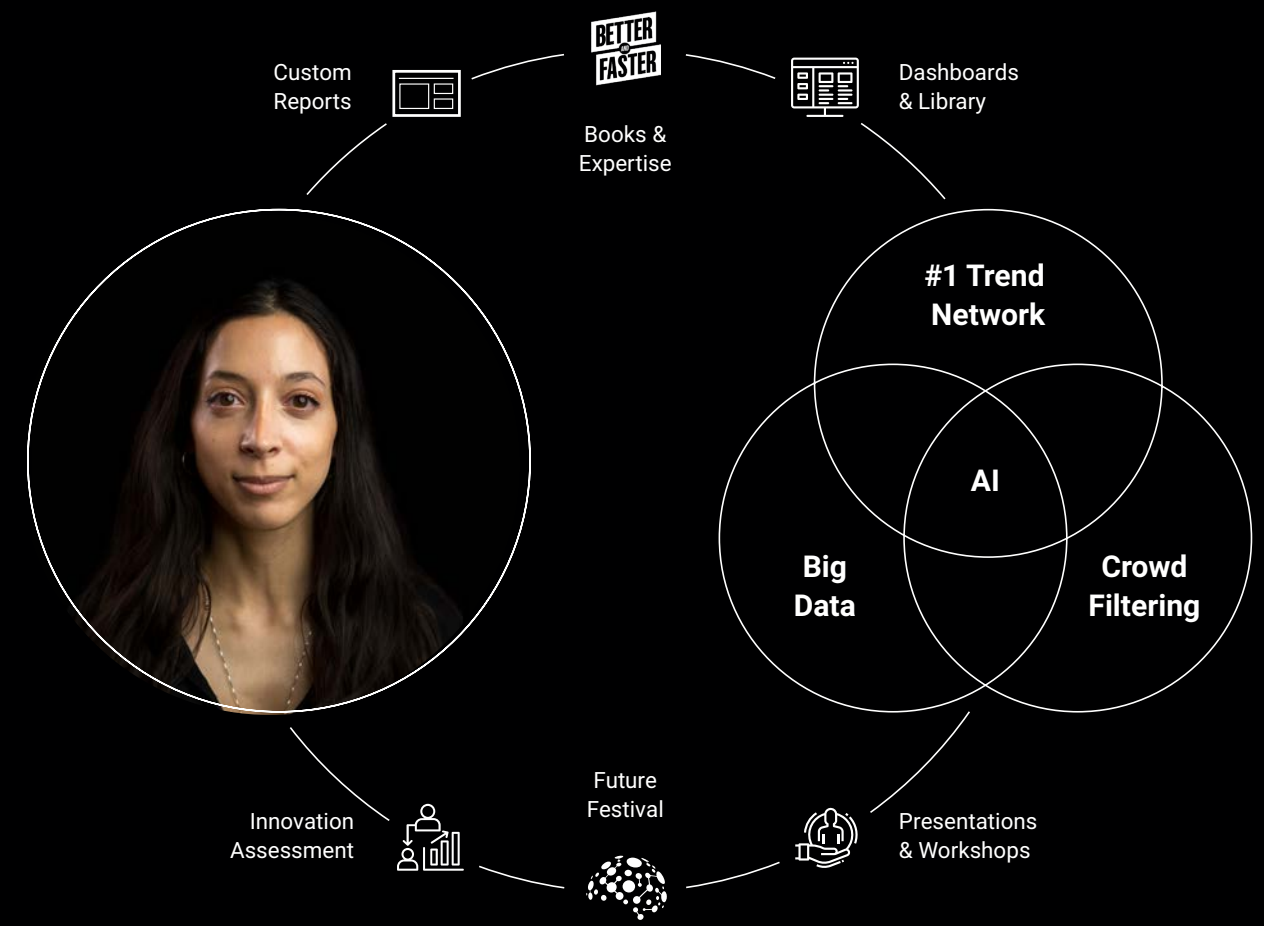 BETTER
AND
FASTER
Custom
Reports
Books &
Expertise
Dashboards
& Library
#1 Trend
Network
AI
Big
Data
Crowd
Filtering
Future
Festival
Innovation
Assessment
Presentations
& Workshops